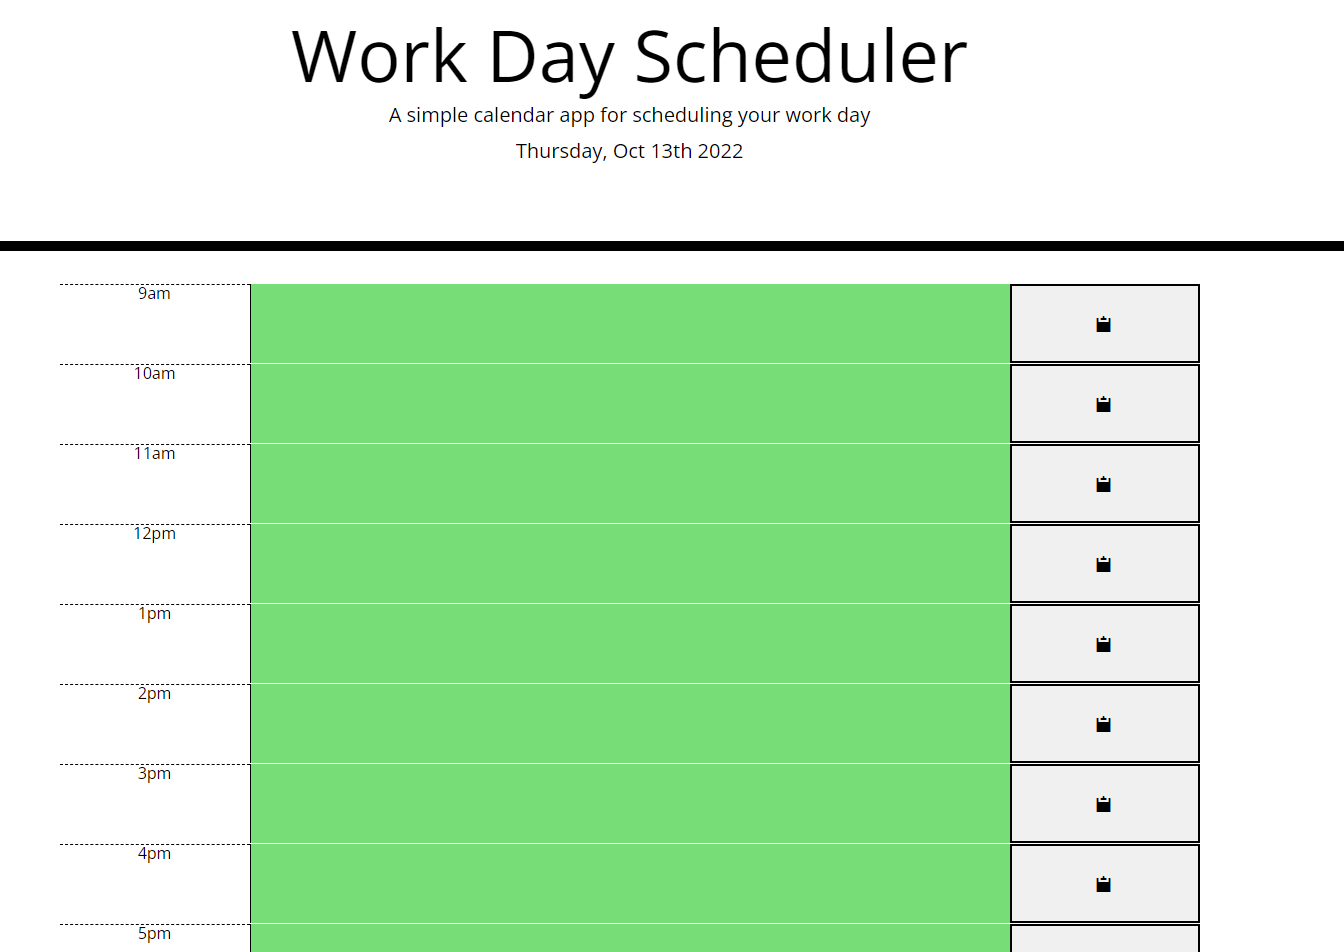 Work Day Scheduler
A simple calendar app for scheduling your work day
Thursday, Oct 13th 2022
9am
10am
11am
12pm
1pm
2pm
3pm
4pm
5pm